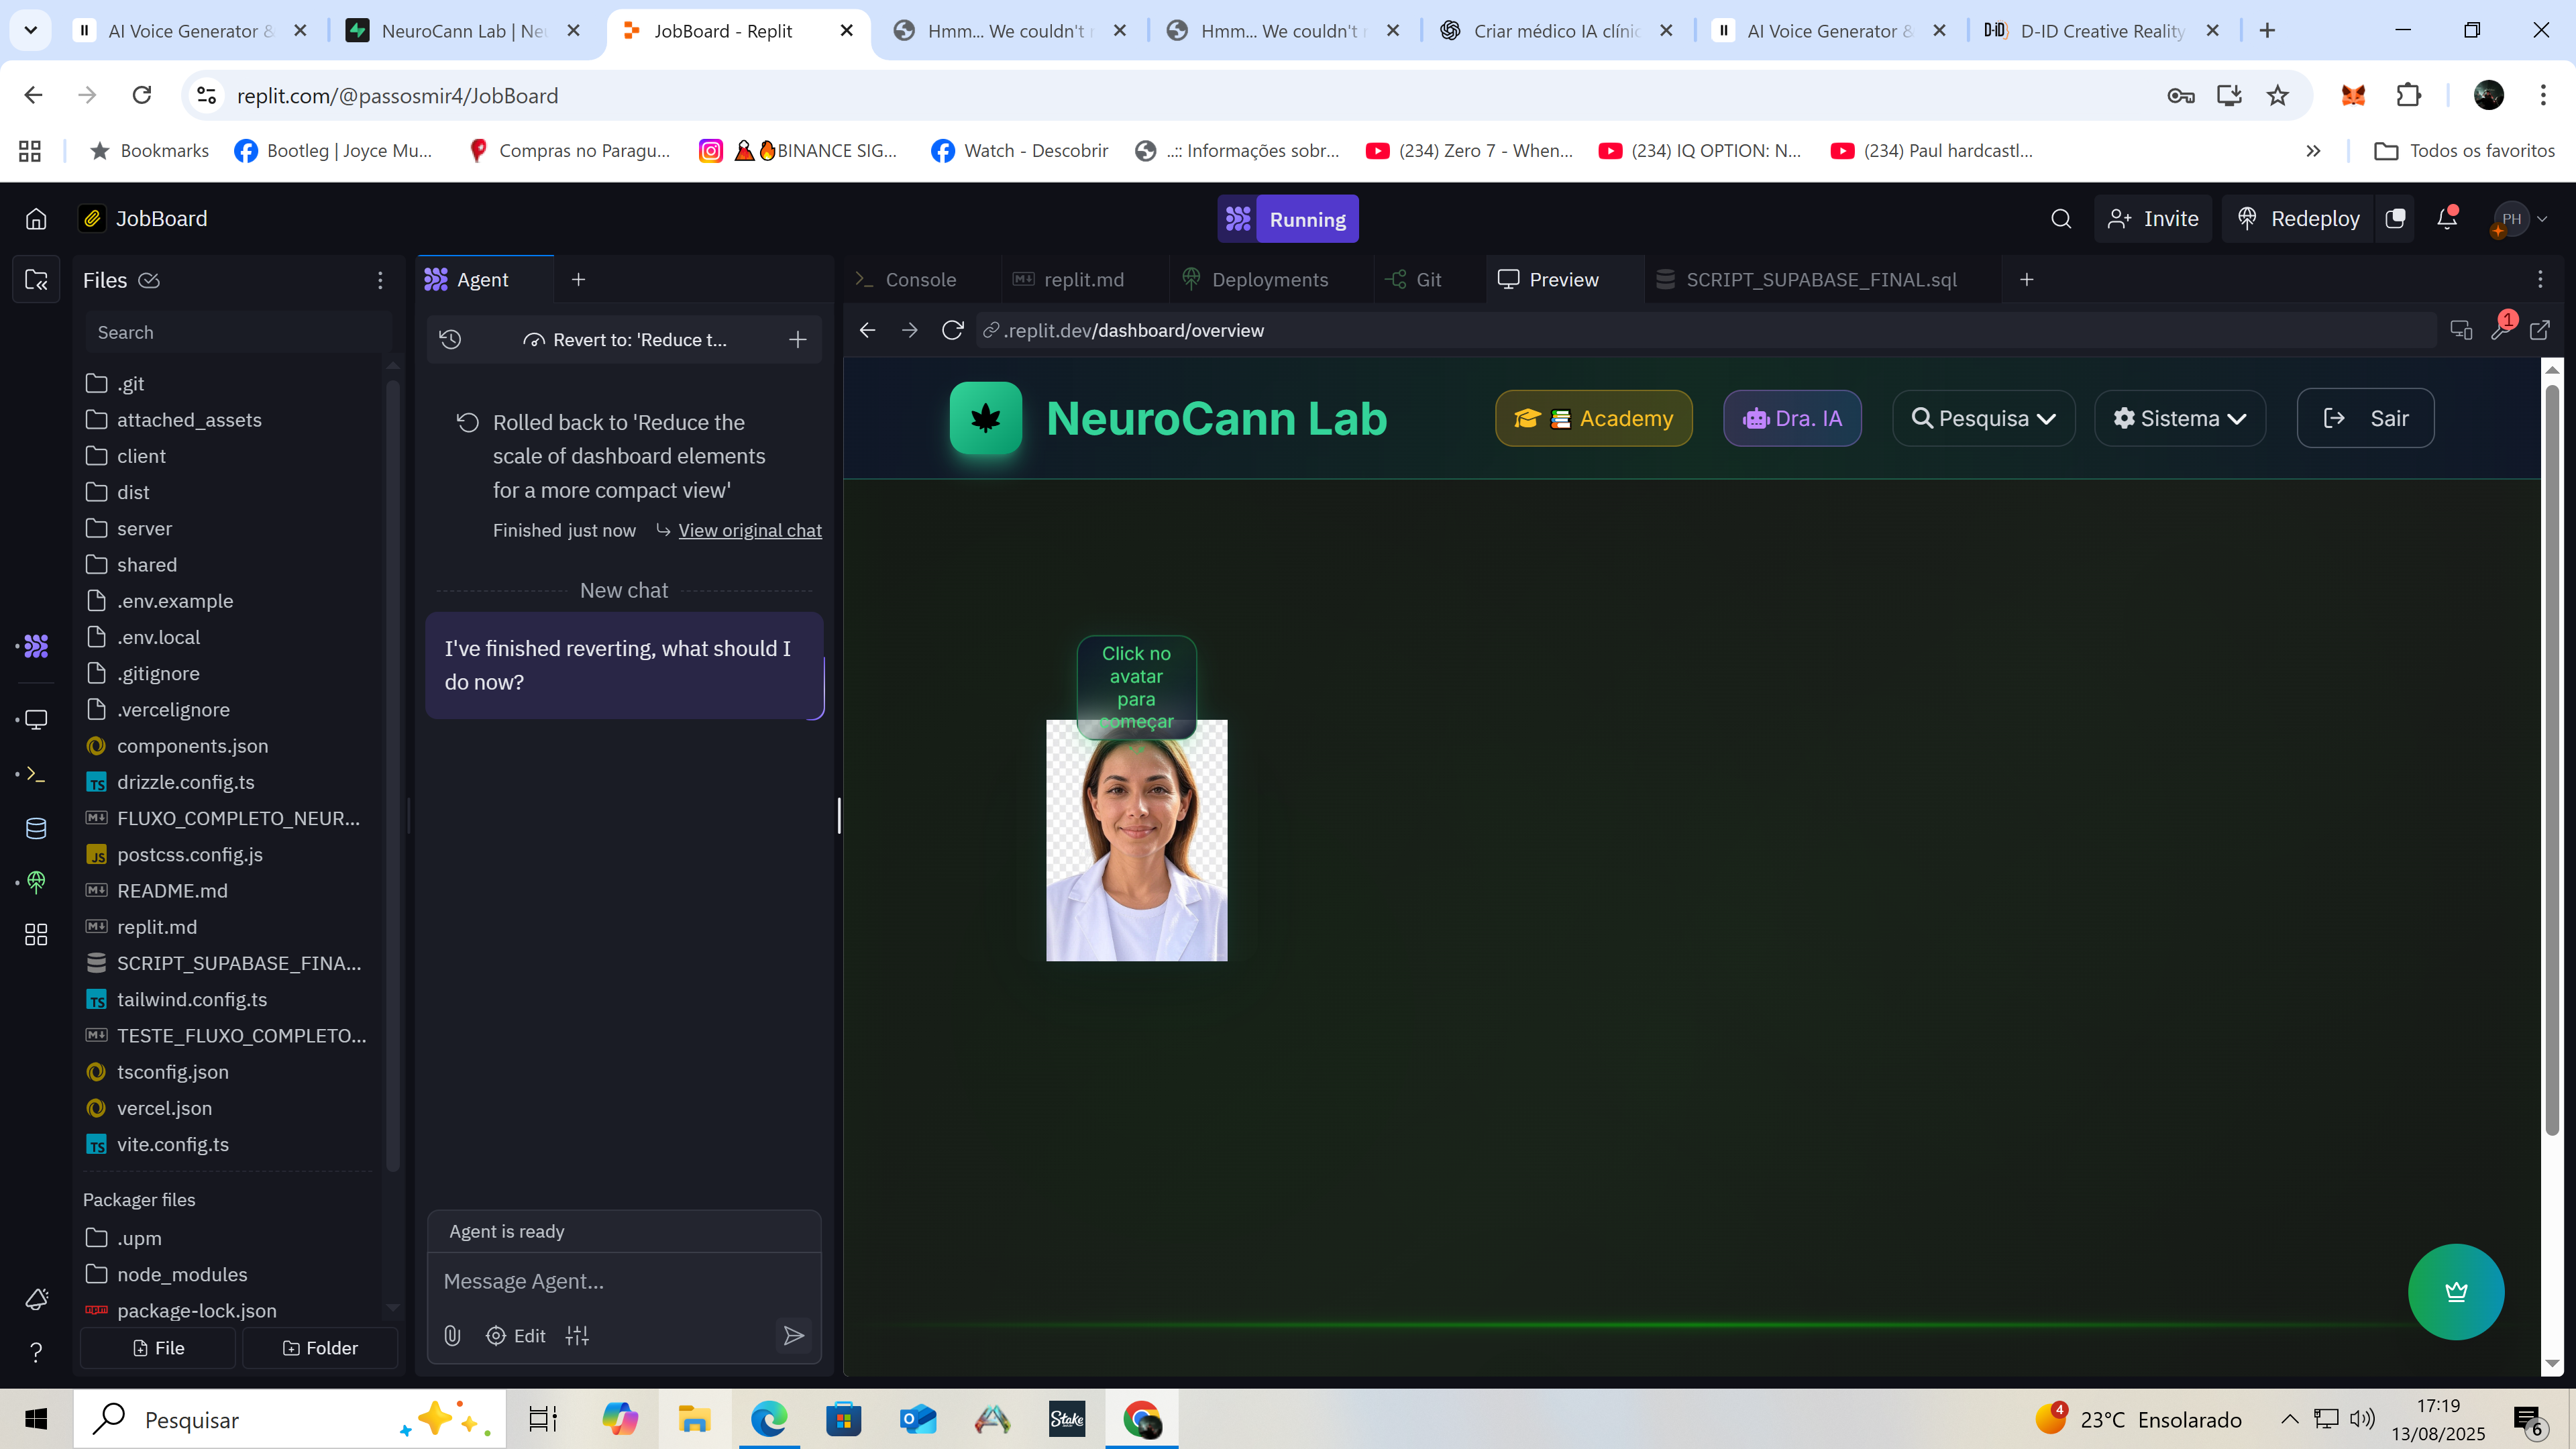 AI Voice Generator &
NeuroCann Lab | Ne
JobBoard - Replit
Hmm... We couldn't
Hmm... We couldn't
Criar médico IA clínic
AI Voice Generator &
D-ID Creative Reality
replit.com/@passosmir4/JobBoard
Bookmarks
Bootleg | Joyce Mu...
Compras no Paragu...
BINANCE SIG...
Watch - Descobrir
..:: Informações sobr...
(234) Zero 7 - When...
(234) IQ OPTION: N...
(234) Paul hardcastl...
Todos os favoritos
JobBoard
Running
Invite
Redeploy
PH
Files
Agent
Console
replit.md
Deployments
Git
Preview
SCRIPT_SUPABASE_FINAL.sql
Search
Revert to: 'Reduce t...
.replit.dev/dashboard/overview
1
.git
attached_assets
client
dist
server
shared
.env.example
.env.local
.gitignore
.vercelignore
components.json
drizzle.config.ts
FLUXO_COMPLETO_NEUR...
postcss.config.js
README.md
replit.md
SCRIPT_SUPABASE_FINA...
tailwind.config.ts
TESTE_FLUXO_COMPLETO...
tsconfig.json
vercel.json
vite.config.ts
Packager files
.upm
node_modules
package-lock.json
File
Folder
Rolled back to 'Reduce the
scale of dashboard elements
for a more compact view'
Finished just now
View original chat
New chat
I've finished reverting, what should I
do now?
Agent is ready
Message Agent...
Edit
NeuroCann Lab
Academy
Dra. IA
Pesquisa
Sistema
Sair
Click no
avatar
para
começar
Pesquisar
Stake
4
23°C Ensolarado
17:19
13/08/2025
6